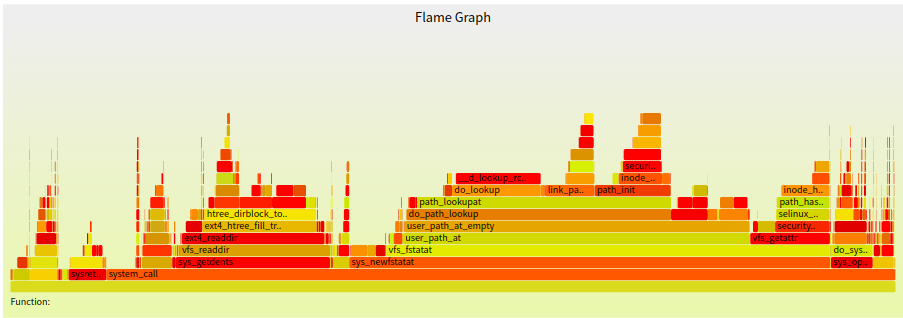 Flame Graph
securi..
__d_lookup_rc.. inode_..
do_lookup link_pa.. path_init inode_h..
path_lookupat path_has..
htree_dirblock_to.. do_path_lookup selinux_..
ext4_htree_fill_tr.. user_path_at_empty security..
ext4_readdir user_path_at vfs_getattr
vfs_readdir vfs_fstatat do_sys..
sys_getdents sys_newfstatat sys_op..
sysret.. system_call
Function: